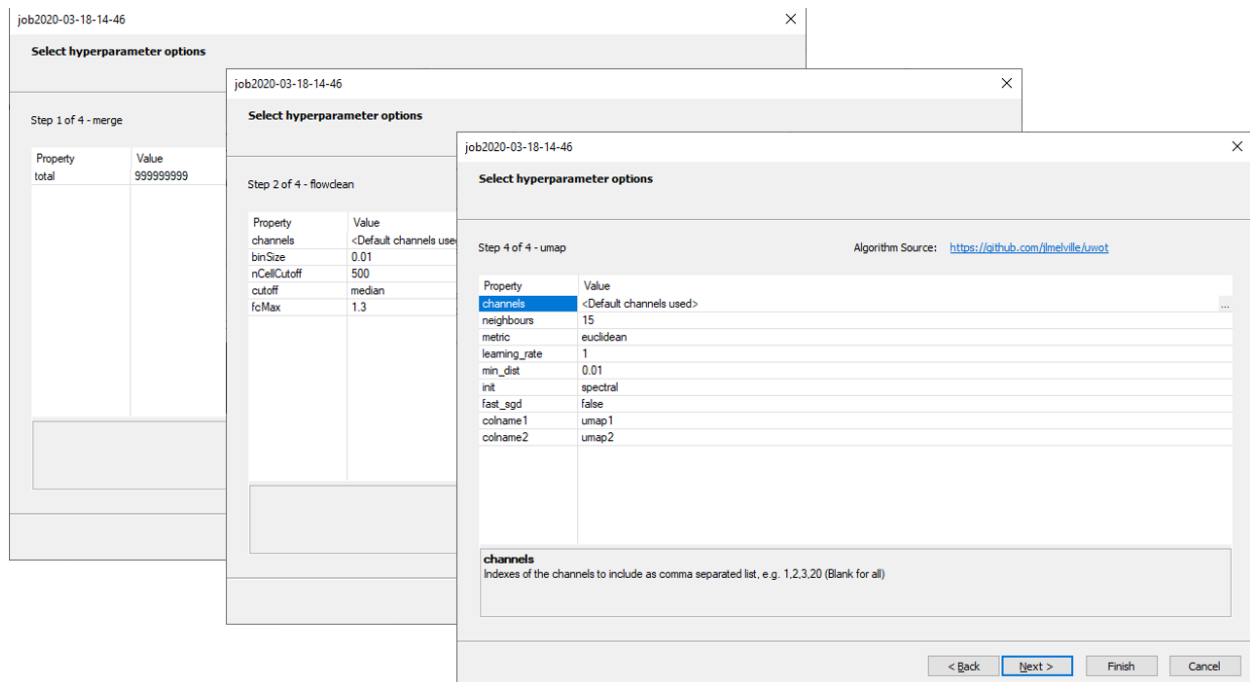 job2020-03-18-14-46
Select hyperparameter options
Step 1 of 4 - merge
Property Value
total 999999999
job2020-03-18-14-46
Select hyperparameter options
Step 2 of 4 - flowclean
Property Value
channels <Default channels use
binSize 0.01
nCellCutoff 500
cutoff median
fcMax 1.3
job2020-03-18-14-46
Select hyperparameter options
Step 4 of 4 - umap Algorithm Source: https://github.com/jlmelville/uwot
Property Value
channels <Default channels used> ...
neighbours 15
metric euclidean
learning_rate 1
min_dist 0.01
init spectral
fast_sgd false
colname1 umap1
colname2 umap2
channels
Indexes of the channels to include as comma separated list, e.g. 1,2,3,20 (Blank for all)
< Back Next > Finish Cancel